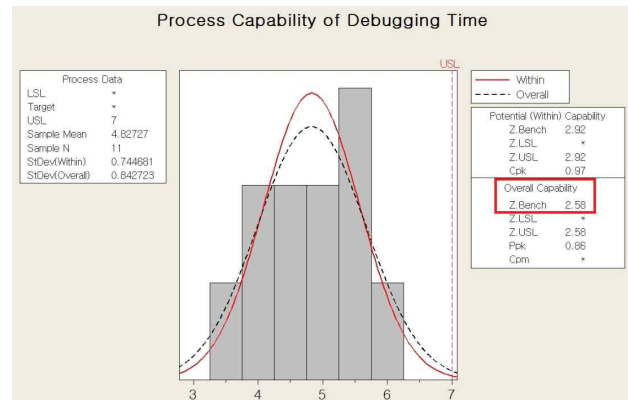 Process Capability of Debugging Time
USL
Process Data
LSL *
Target *
USL 7
Sample Mean 4.82727
Sample N 11
StDev(Within) 0.744681
StDev(Overall) 0.842723
Within
Overall
Potential (Within) Capability
Z.Bench 2.92
Z.LSL *
Z.USL 2.92
Cpk 0.97
Overall Capability
Z.Bench 2.58
Z.LSL *
Z.USL 2.58
Ppk 0.86
Cpm *
3 4 5 6 7